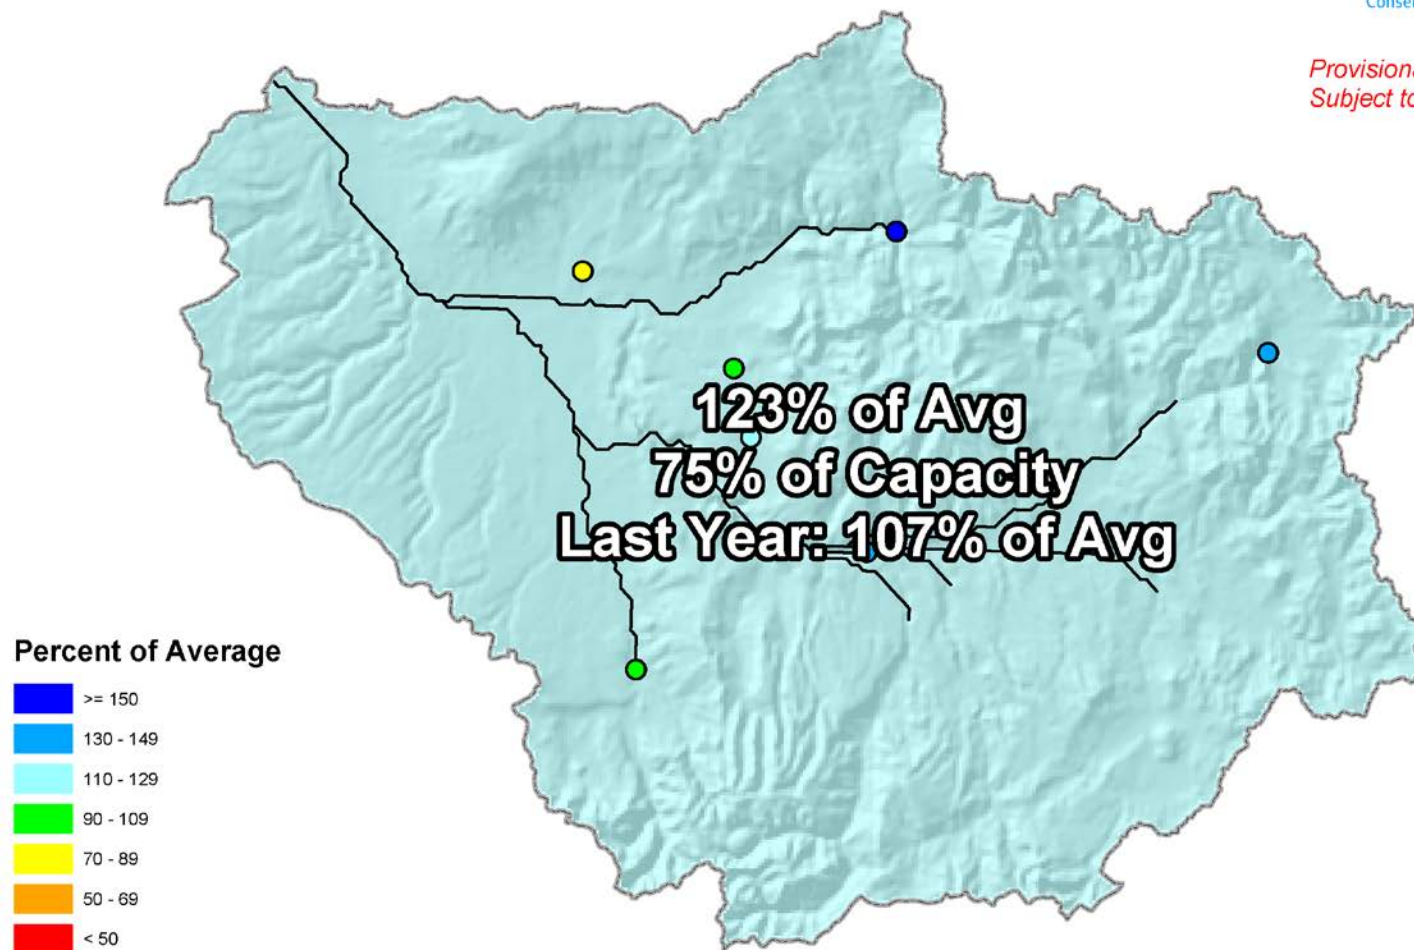 Provisional
Subject to
123% of Avg
75% of Capacity
Last Year: 107% of Avg
Percent of Average
>= 150
130 - 149
110 - 129
90 - 109
70 - 89
50 - 69
< 50